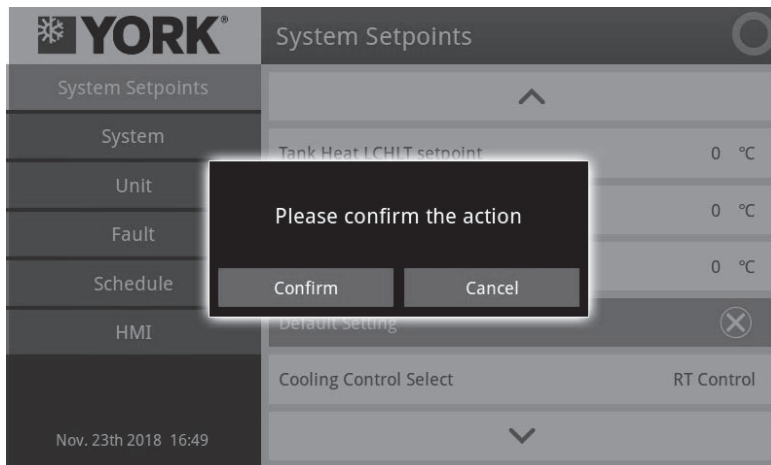 YORK®
System Setpoints
System Setpoints
System
Unit
Fault
Schedule
HMI
Nov. 23th 2018 16:49
Tank Heat LCHLT setpoint 0 °C
0 °C
0 °C
Please confirm the action
Confirm Cancel
Default Setting
Cooling Control Select RT Control